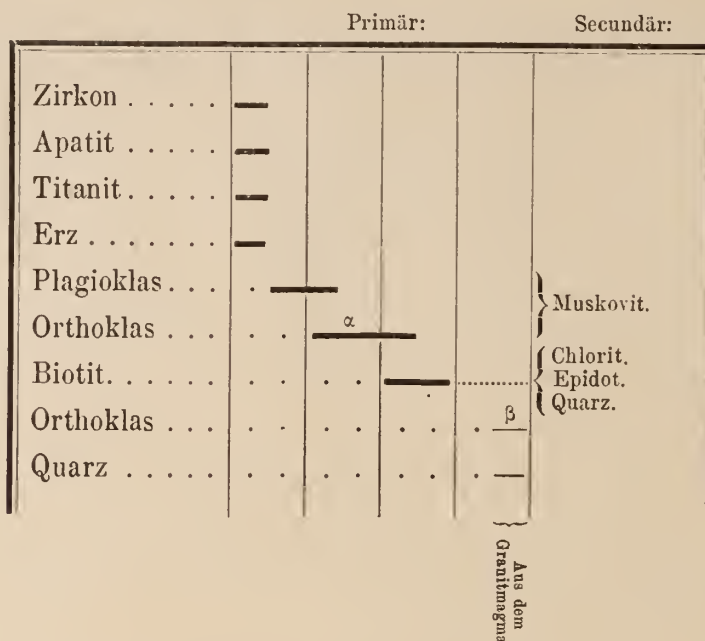 Primär: Secundär:
Zirkon . . . . .
Apatit . . . . .
Titanit . . . . .
Erz . . . . . . .
Plagioklas . . . . .
Muskovit.
Orthoklas . . . . . α
Chlorit.
Biotit. . . . . . . . .
Epidot.
Quarz.
Orthoklas . . . . . . . . . . . β
Quarz . . . . . . . . . . . .
Aus dem
Granitmagma